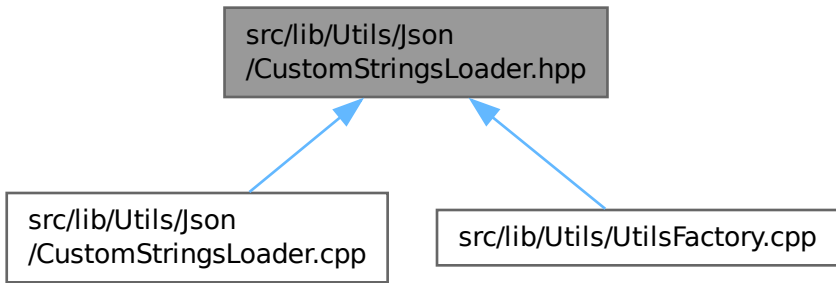 src/lib/Utils/Json
/CustomStringsLoader.hpp
src/lib/Utils/Json
/CustomStringsLoader.cpp
src/lib/Utils/UtilsFactory.cpp